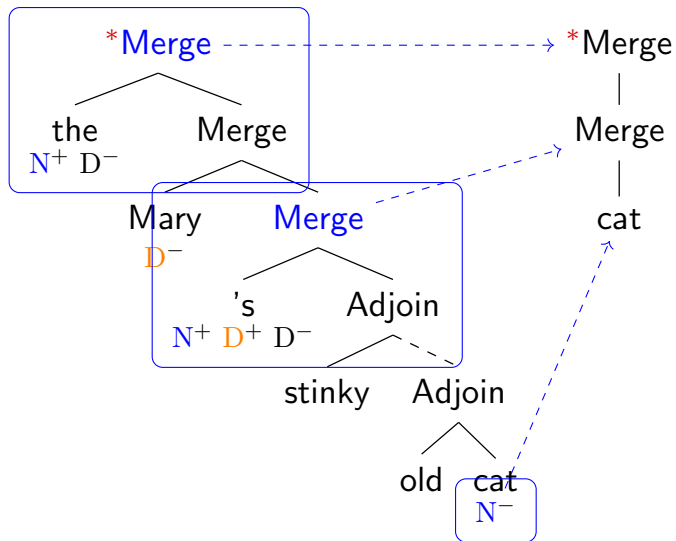 *Merge *Merge
the Merge Merge
N+ D−
Mary Merge cat
D−
's Adjoin
N+ D+ D−
stinky Adjoin
old cat
N−